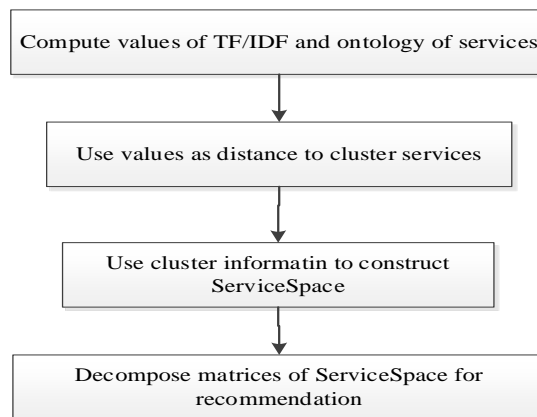 Compute values of TF/IDF and ontology of services
Use values as distance to cluster services
Use cluster informatin to construct
ServiceSpace
Decompose matrices of ServiceSpace for
recommendation